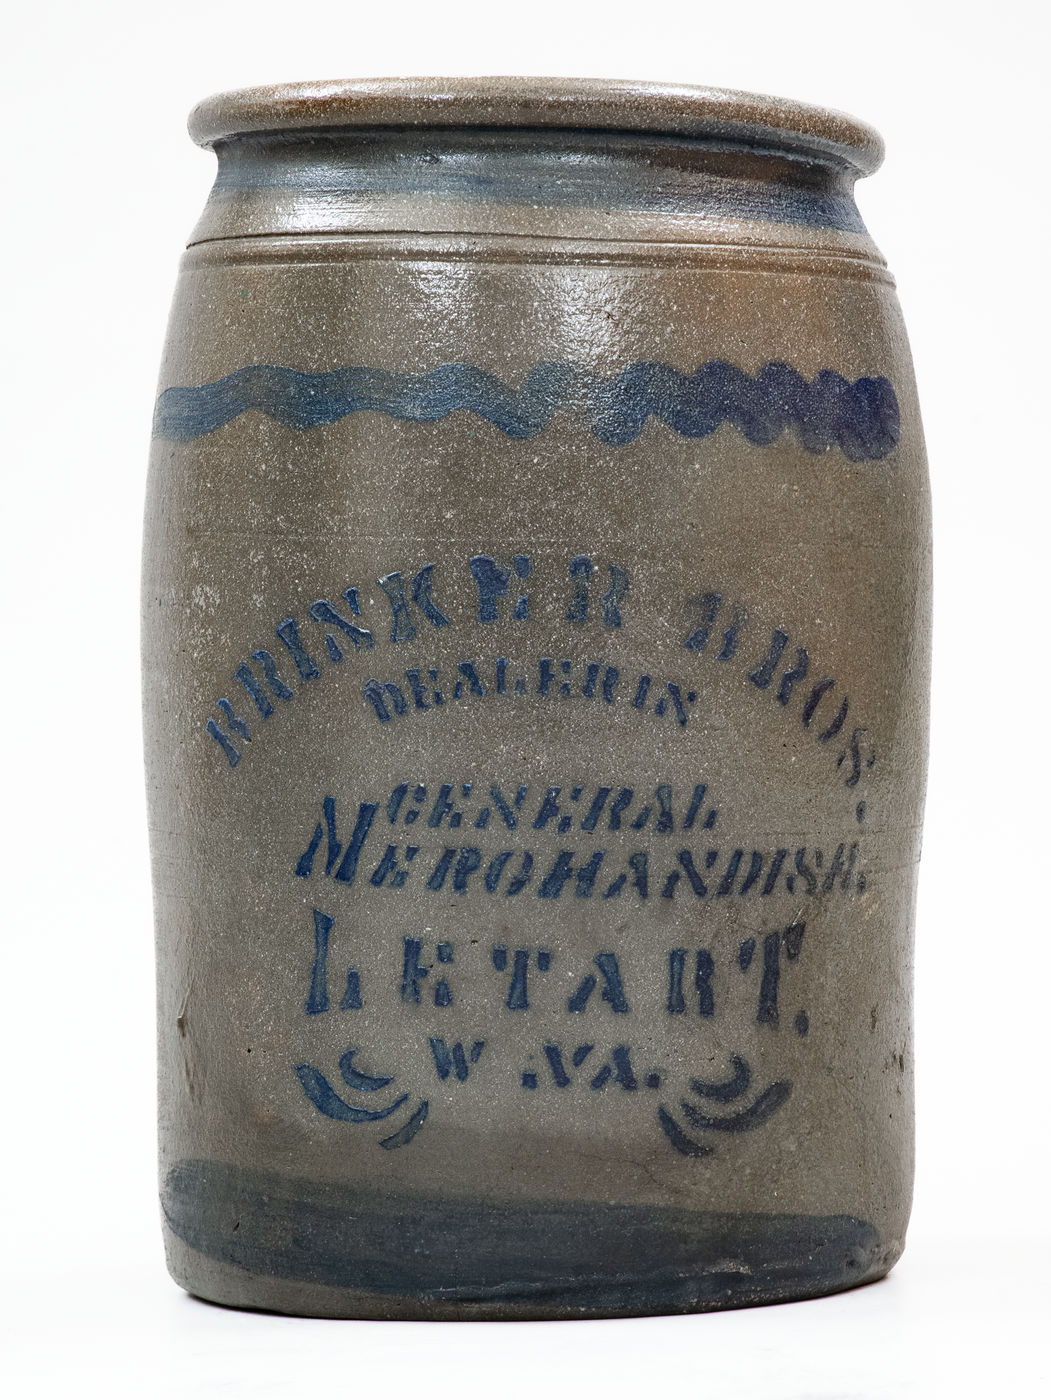 BRINKER BROS.
DEALER IN
GENERAL
MERCHANDISE.
LETART.
W.VA.